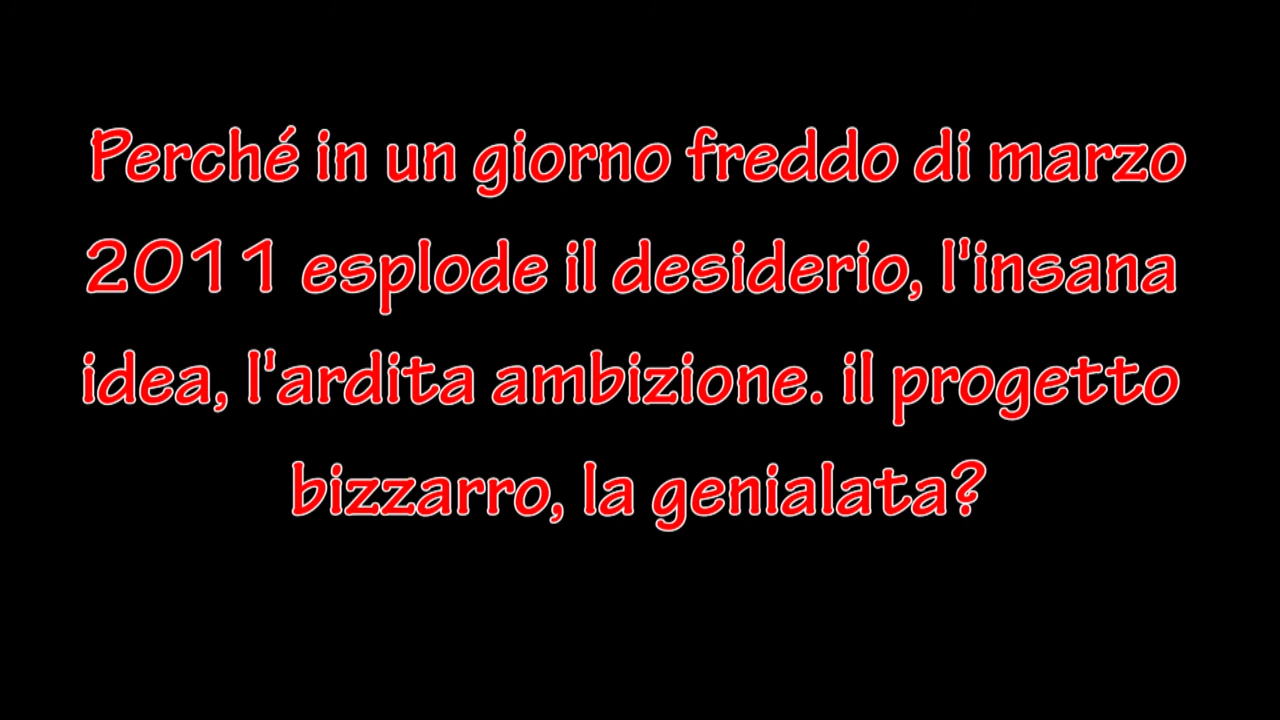 Perché in un giorno freddo di marzo
2011 esplode il desiderio, l'insana
idea, l'ardita ambizione. il progetto
bizzarro, la genialata?